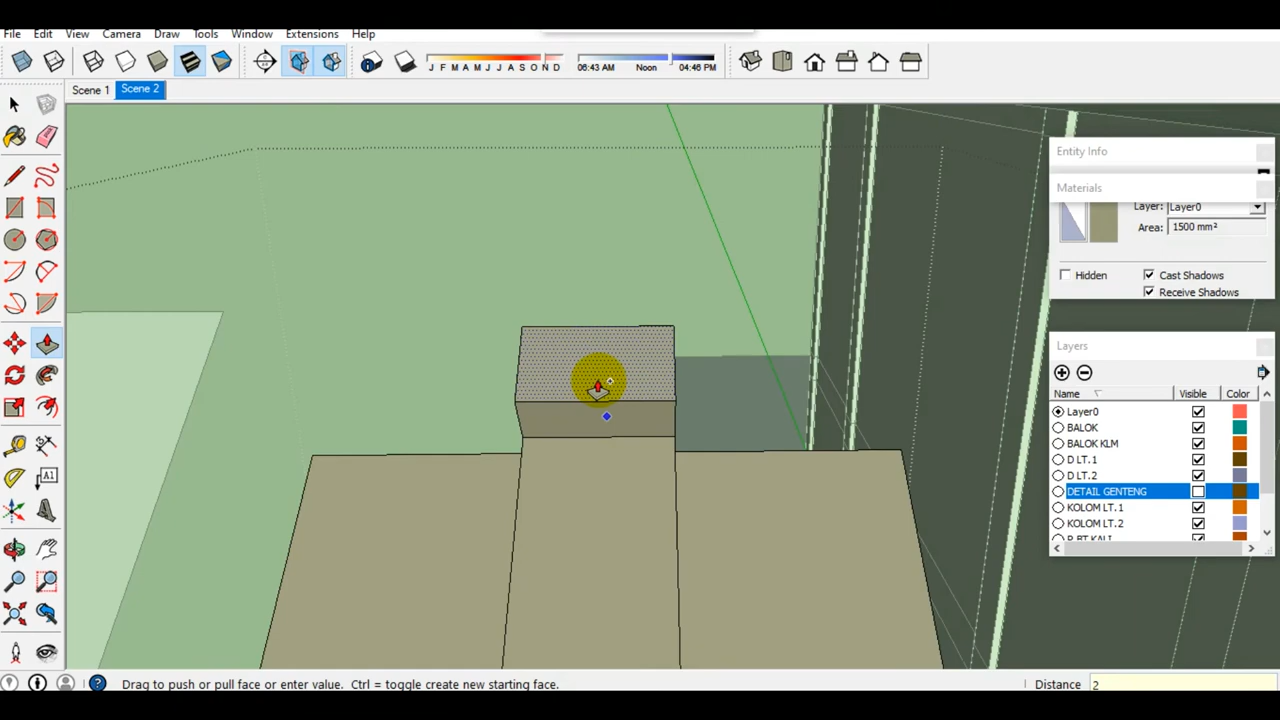 File Edit View Camera Draw Tools Window Extensions Help
J F M A M J J A S O N D
06:43 AM Noon 04:46 PM
Scene 1 Scene 2
Entity Info
Materials
Layer: Layer0
Area: 1500 mm²
Hidden
Cast Shadows
Receive Shadows
Layers
Name Visible Color
Layer0
BALOK
BALOK KLM
D LT.1
D LT.2
DETAIL GENTENG
KOLOM LT.1
KOLOM LT.2
A1
Drag to push or pull face or enter value. Ctrl = toggle create new starting face.
Distance 2